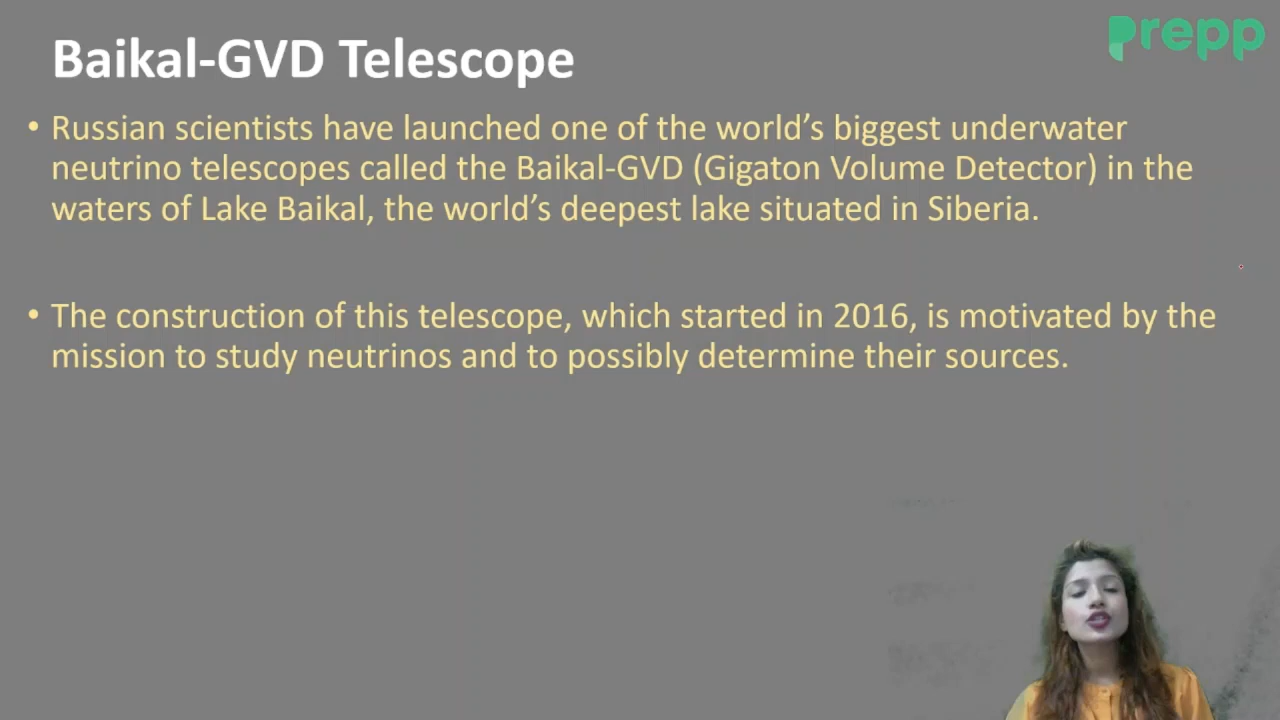 Prepp
Baikal-GVD Telescope
• Russian scientists have launched one of the world’s biggest underwater
neutrino telescopes called the Baikal-GVD (Gigaton Volume Detector) in the
waters of Lake Baikal, the world’s deepest lake situated in Siberia.
• The construction of this telescope, which started in 2016, is motivated by the
mission to study neutrinos and to possibly determine their sources.